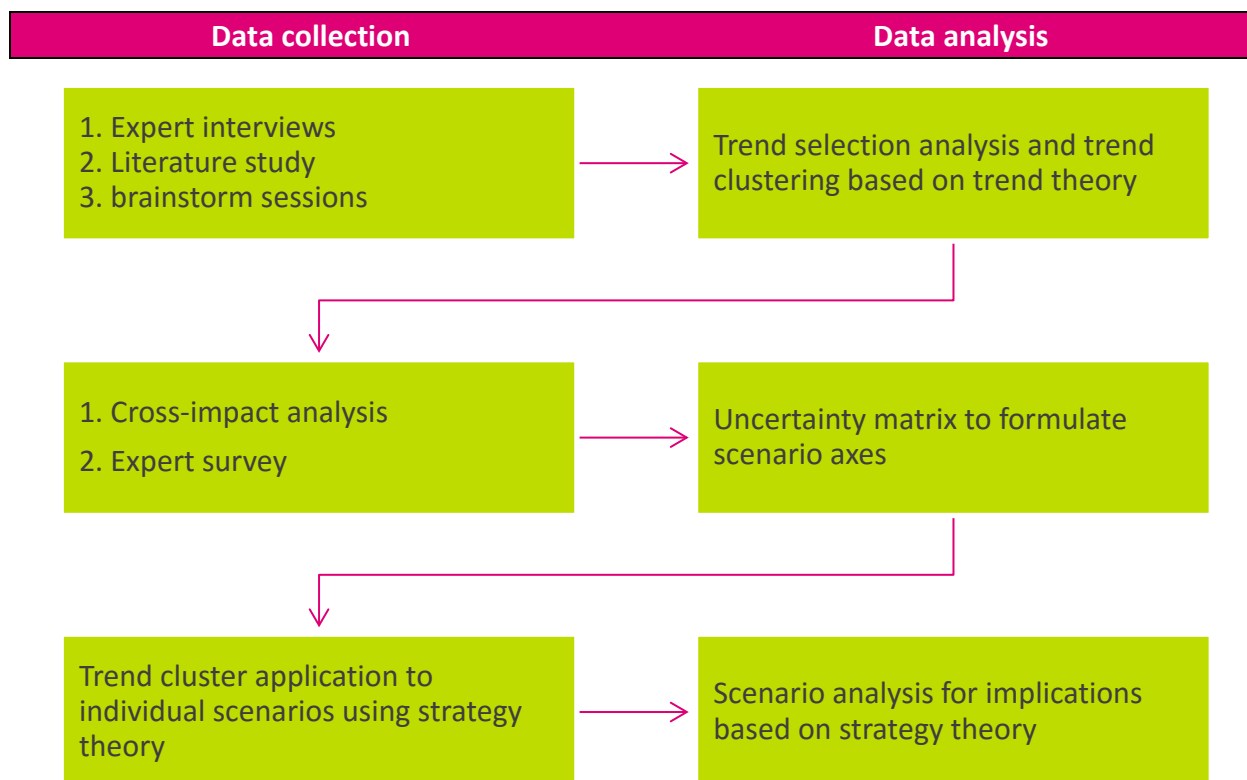 Data collection
Data analysis
1. Expert interviews
2. Literature study
3. brainstorm sessions
Trend selection analysis and trend
clustering based on trend theory
1. Cross-impact analysis
2. Expert survey
Uncertainty matrix to formulate
scenario axes
Trend cluster application to
individual scenarios using strategy
theory
Scenario analysis for implications
based on strategy theory